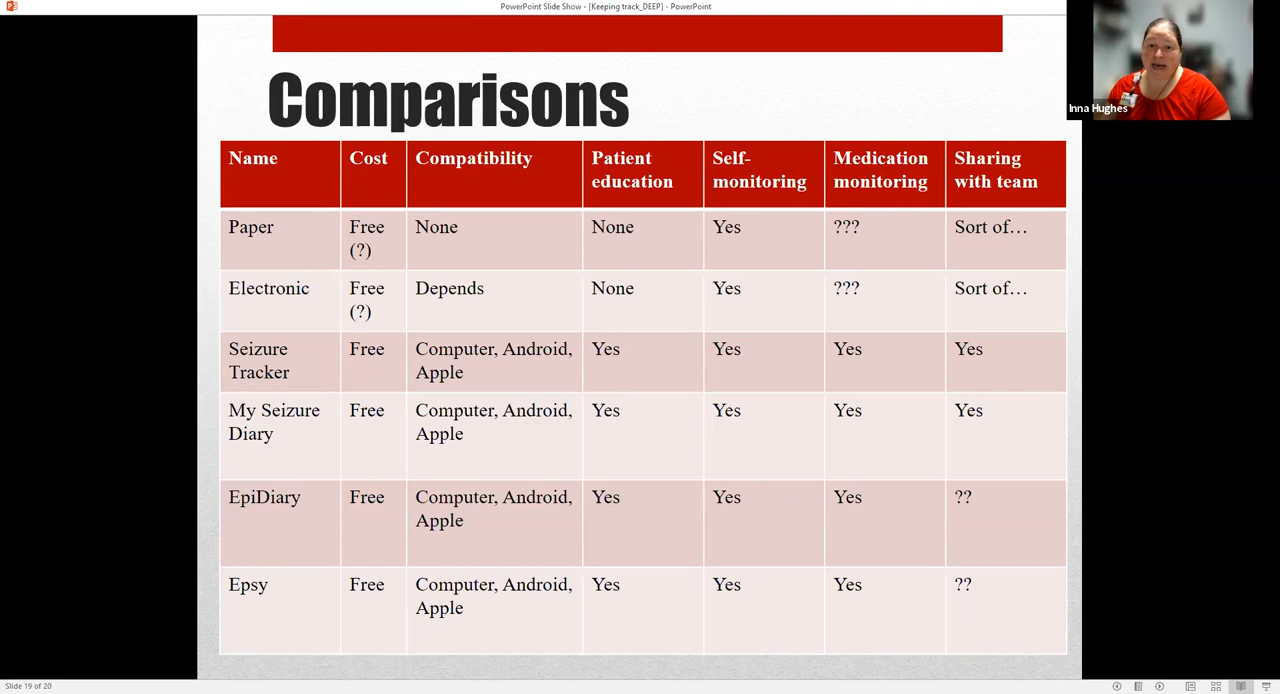 PowerPoint Slide Show - [Keeping track_DEEP] - PowerPoint
Inna Hughes
Comparisons
Name Cost Compatibility Patient education Self-monitoring Medication monitoring Sharing with team
Paper Free (?) None None Yes ??? Sort of…
Electronic Free (?) Depends None Yes ??? Sort of…
Seizure Tracker Free Computer, Android, Apple Yes Yes Yes Yes
My Seizure Diary Free Computer, Android, Apple Yes Yes Yes Yes
EpiDiary Free Computer, Android, Apple Yes Yes Yes ??
Epsy Free Computer, Android, Apple Yes Yes Yes ??
Slide 19 of 20